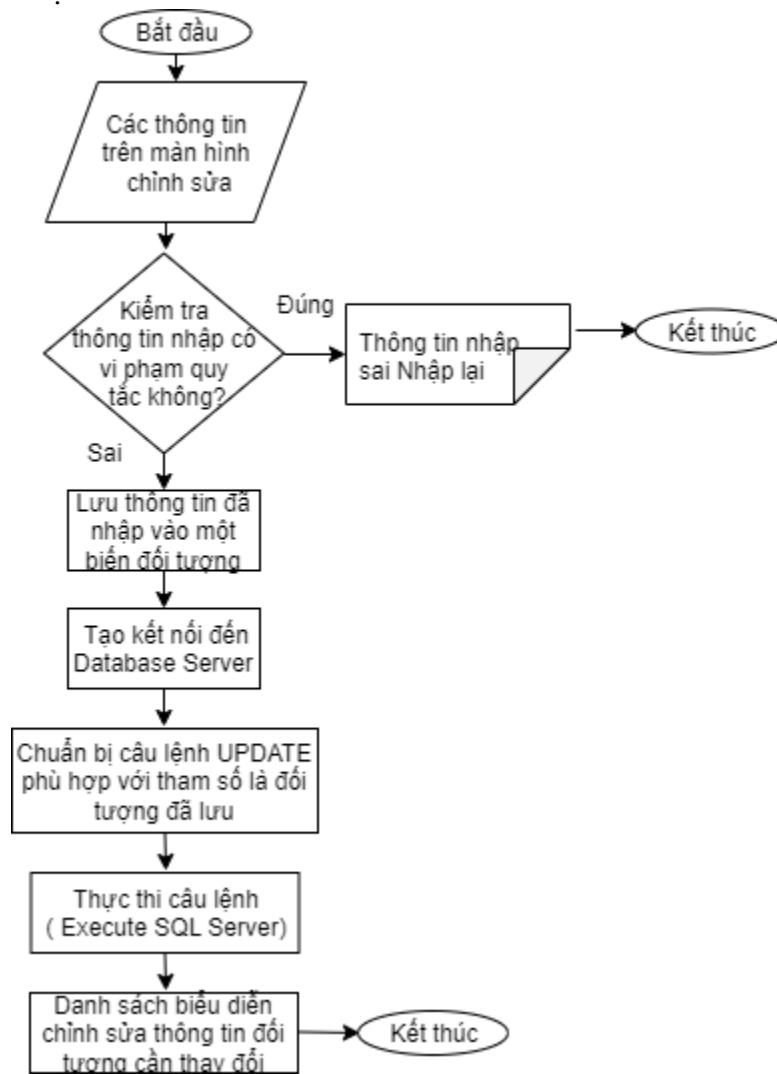 Bắt đầu
Các thông tin
trên màn hình
chỉnh sửa
Kiểm tra
thông tin nhập có
vi phạm quy
tắc không?
Đúng
Thông tin nhập
sai Nhập lại
Kết thúc
Sai
Lưu thông tin đã
nhập vào một
biến đối tượng
Tạo kết nối đến
Database Server
Chuẩn bị câu lệnh UPDATE
phù hợp với tham số là đối
tượng đã lưu
Thực thi câu lệnh
( Execute SQL Server)
Danh sách biểu diễn
chỉnh sửa thông tin đối
tượng cần thay đổi
Kết thúc